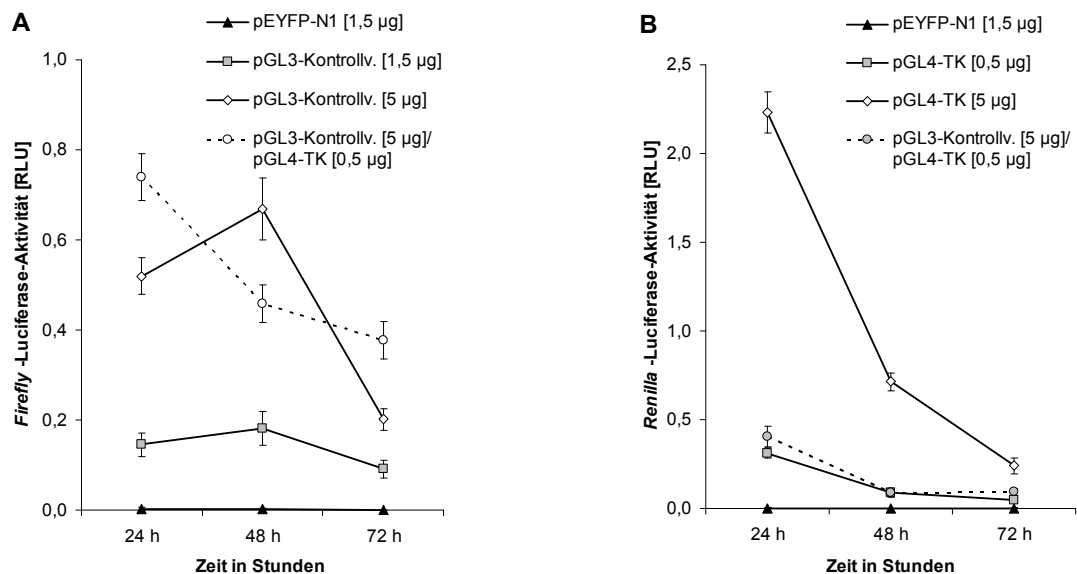 A
pEYFP-N1 [1,5 µg]
pGL3-Kontrollv. [1,5 µg]
pGL3-Kontrollv. [5 µg]
pGL3-Kontrollv. [5 µg]/
pGL4-TK [0,5 µg]
1,0
0,8
0,6
0,4
0,2
0,0
Firefly -Luciferase-Aktivität [RLU]
24 h 48 h 72 h
Zeit in Stunden
B
pEYFP-N1 [1,5 µg]
pGL4-TK [0,5 µg]
pGL4-TK [5 µg]
pGL3-Kontrollv. [5 µg]/
pGL4-TK [0,5 µg]
2,5
2,0
1,5
1,0
0,5
0,0
Renilla -Luciferase-Aktivität [RLU]
24 h 48 h 72 h
Zeit in Stunden